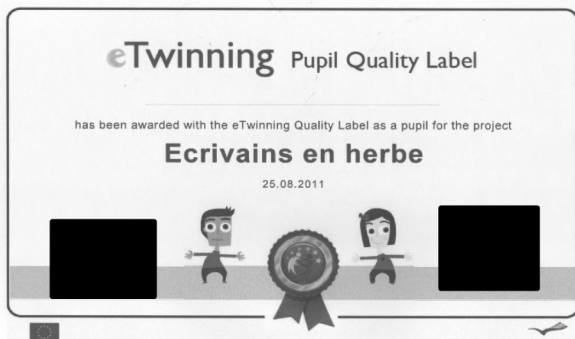 eTwinning Pupil Quality Label
has been awarded with the eTwinning Quality Label as a pupil for the project
Ecrivains en herbe
25.08.2011